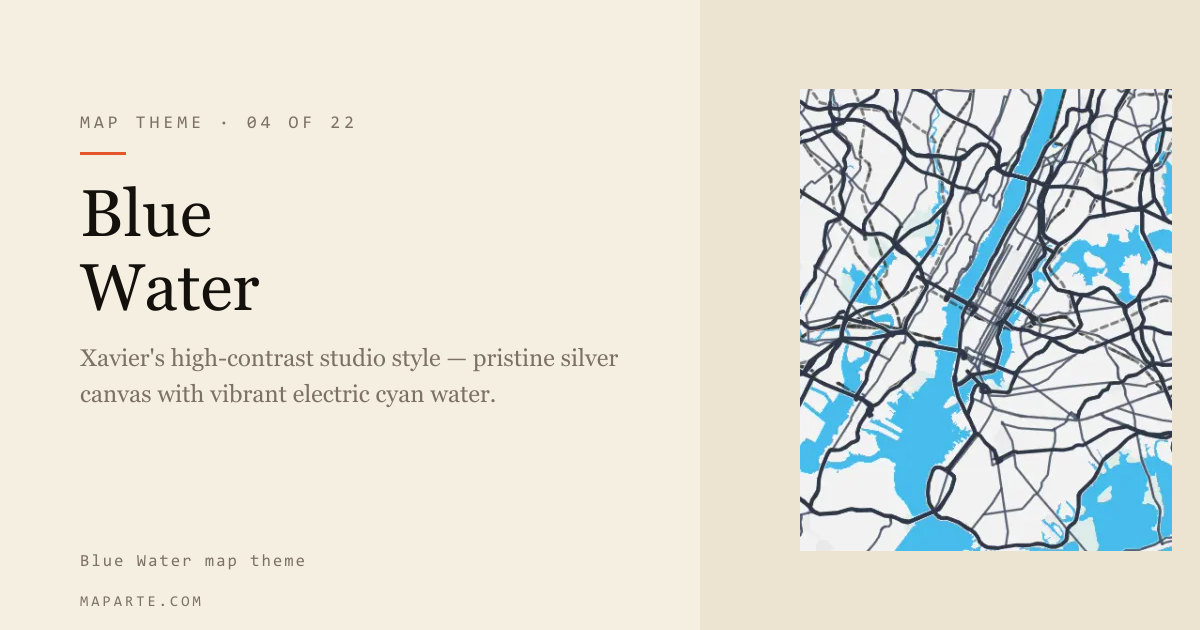 MAP THEME · 04 OF 22
Blue
Water
Xavier's high-contrast studio style — pristine silver
canvas with vibrant electric cyan water.
Blue Water map theme
MAPARTE.COM